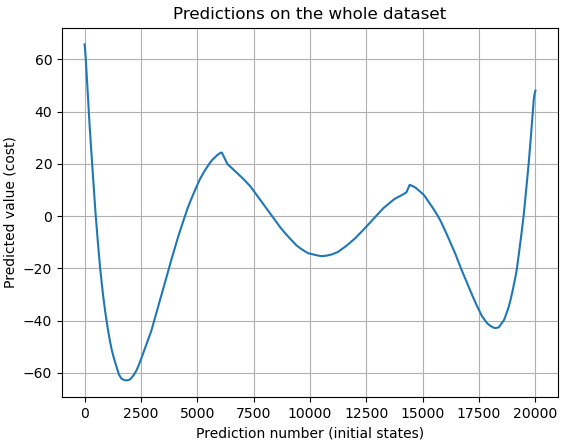 Predictions on the whole dataset
Predicted value (cost)
60
40
20
0
−20
−40
−60
0 2500 5000 7500 10000 12500 15000 17500 20000
Prediction number (initial states)